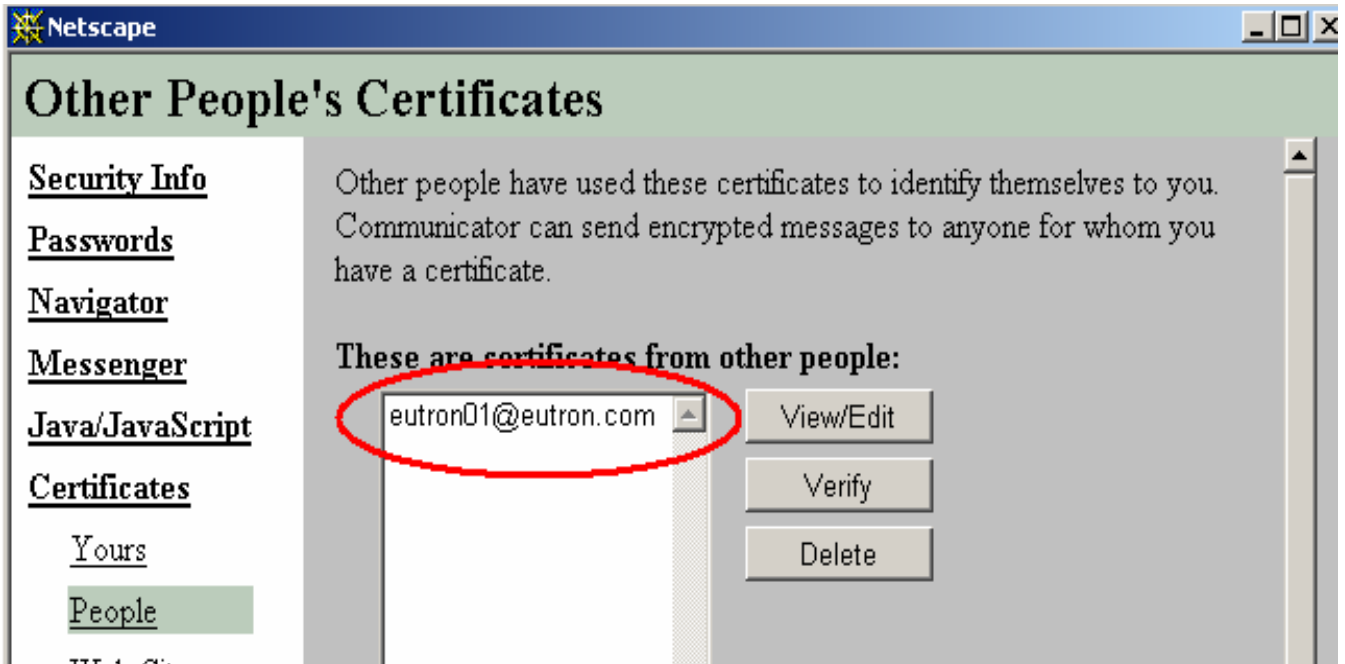 Netscape
Other People's Certificates
Security Info
Passwords
Navigator
Messenger
Java/JavaScript
Certificates
Yours
People
Other people have used these certificates to identify themselves to you.
Communicator can send encrypted messages to anyone for whom you
have a certificate.
These are certificates from other people:
eutron01@eutron.com
View/Edit
Verify
Delete